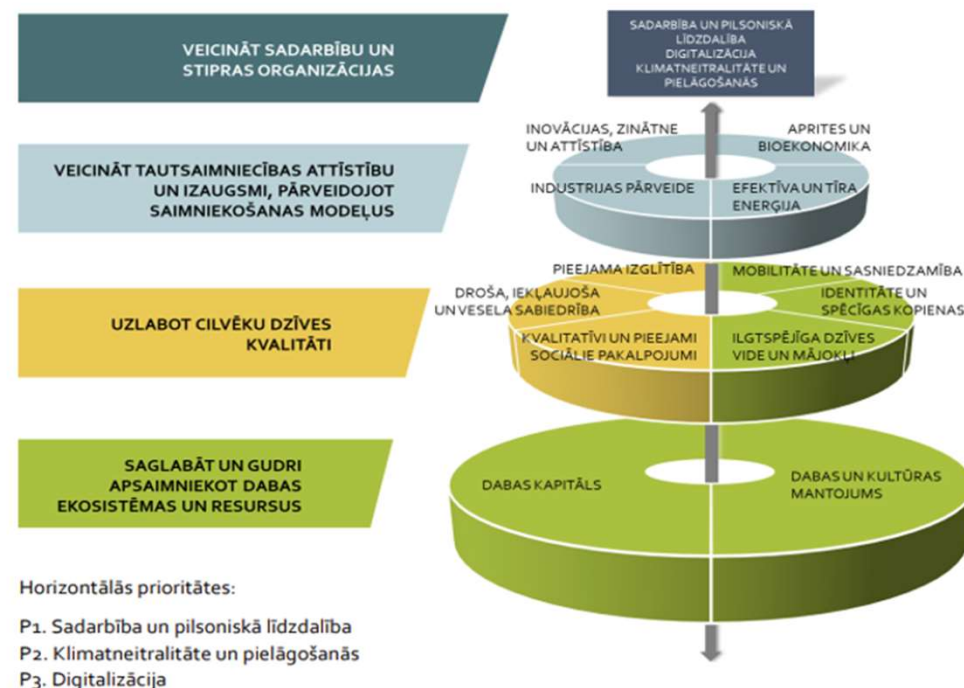 VEICINĀT SADARBĪBU UN
STIPRAS ORGANIZĀCIJAS
SADARBĪBA UN PILSONISKĀ
LĪDZDALĪBA
DIGITALIZĀCIJA
KLIMATNEITRALITĀTE UN
PIELĀGOŠANĀS
VEICINĀT TAUTSAIMNIECĪBAS ATTĪSTĪBU
UN IZAUGSMI, PĀRVEIDOJOT
SAIMNIEKOŠANAS MODEĻUS
INOVĀCIJAS, ZINĀTNE
UN ATTĪSTĪBA
APRITES UN
BIOEKONOMIKA
INDUSTRIJAS PĀRVEIDE
EFEKTĪVA UN TĪRA
ENERĢIJA
UZLABOT CILVĒKU DZĪVES
KVALITĀTI
PIEEJAMA IZGLĪTĪBA
MOBILITĀTE UN SASNIEDZAMĪBA
DROŠA, IEKĻAUJOŠA
UN VESELA SABIEDRĪBA
IDENTITĀTE UN
SPĒCĪGAS KOPIENAS
KVALITATĪVI UN PIEEJAMI
SOCIĀLIE PAKALPOJUMI
ILGTSPĒJĪGA DZĪVES
VIDE UN MĀJOKĻI
SAGLABĀT UN GUDRI
APSAIMNIEKOT DABAS
EKOSISTĒMAS UN RESURSUS
DABAS KAPITĀLS
DABAS UN KULTŪRAS
MANTOJUMS
Horizontālās prioritātes:
P1. Sadarbība un pilsoniskā līdzdalība
P2. Klimatneitralitāte un pielāgošanās
P3. Digitalizācija